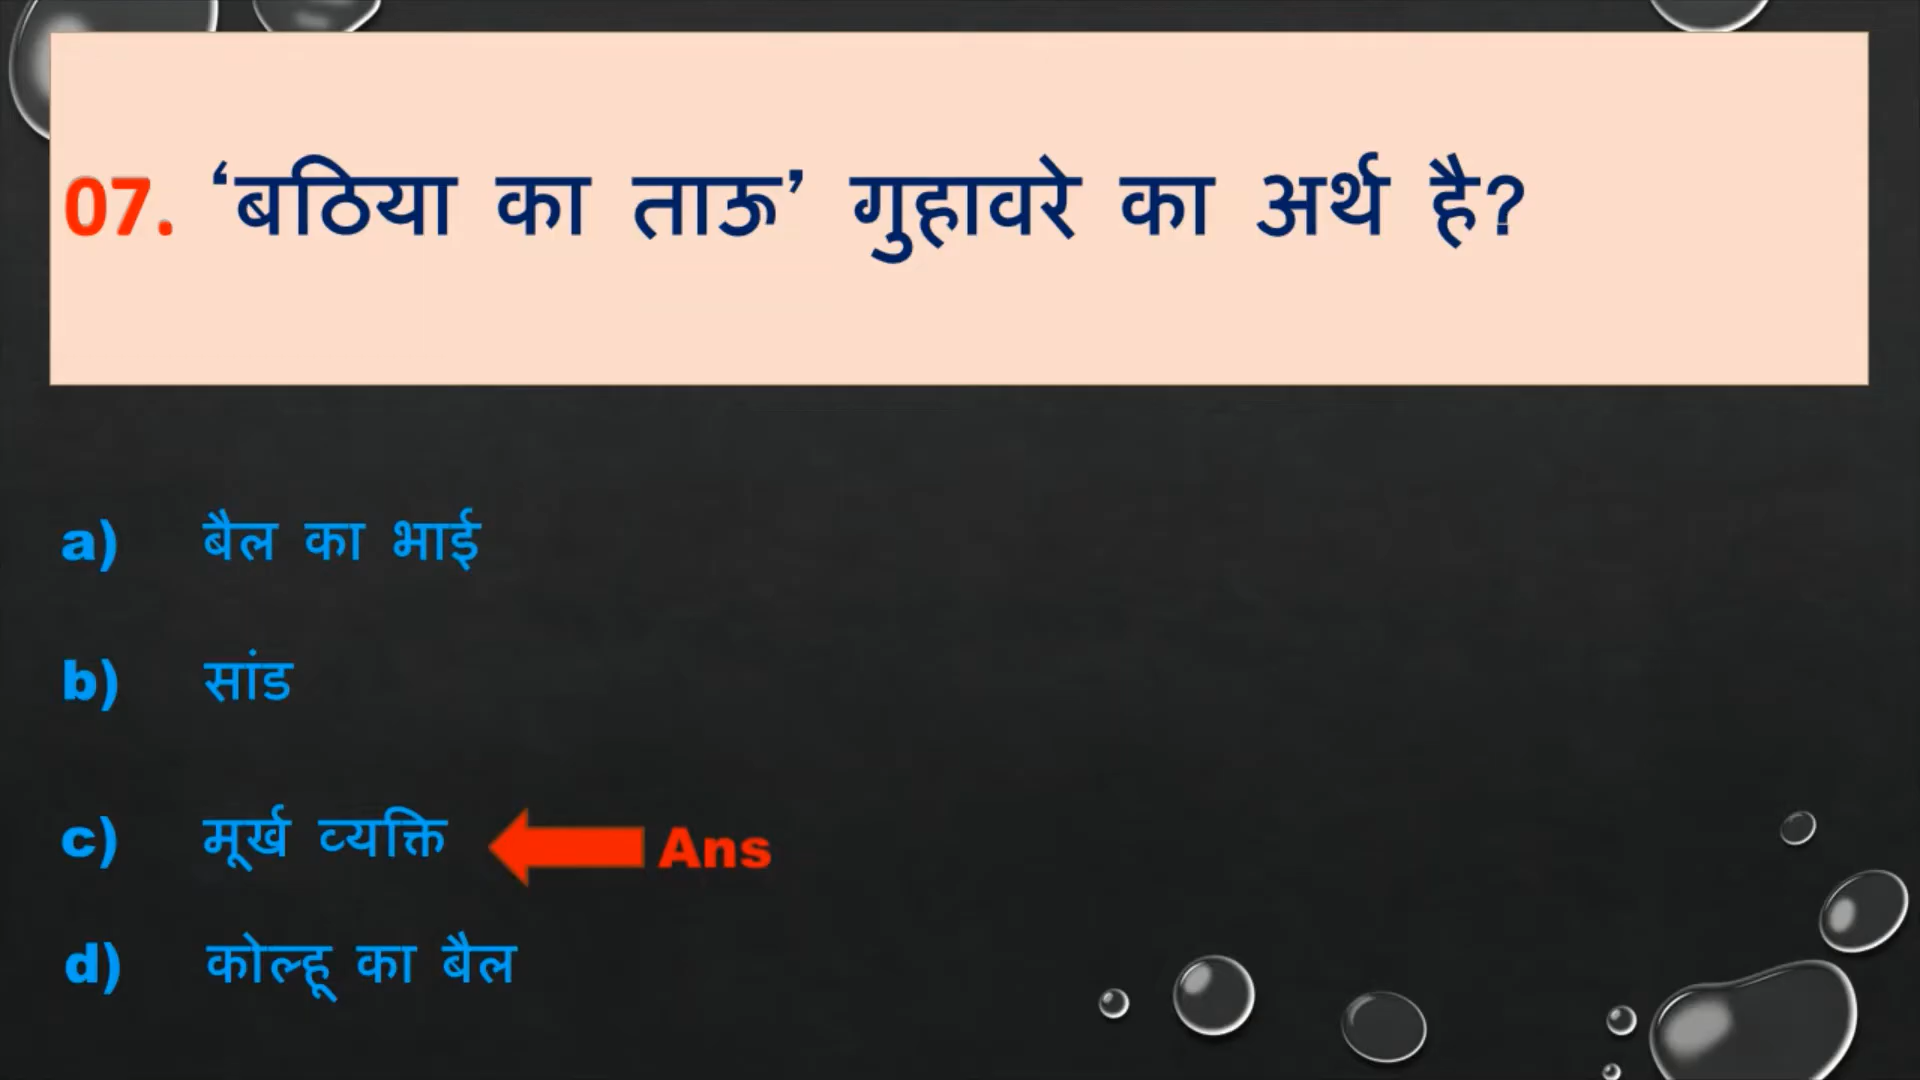 07. ‘बठिया का ताऊ’ गुहावरे का अर्थ है?
a) बैल का भाई
b) सांड
c) मूर्ख व्यक्ति Ans
d) कोल्हू का बैल